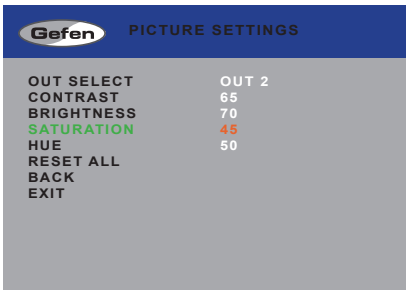 Gefen PICTURE SETTINGS
OUT SELECT OUT 2
CONTRAST 65
BRIGHTNESS 70
SATURATION 45
HUE 50
RESET ALL
BACK
EXIT